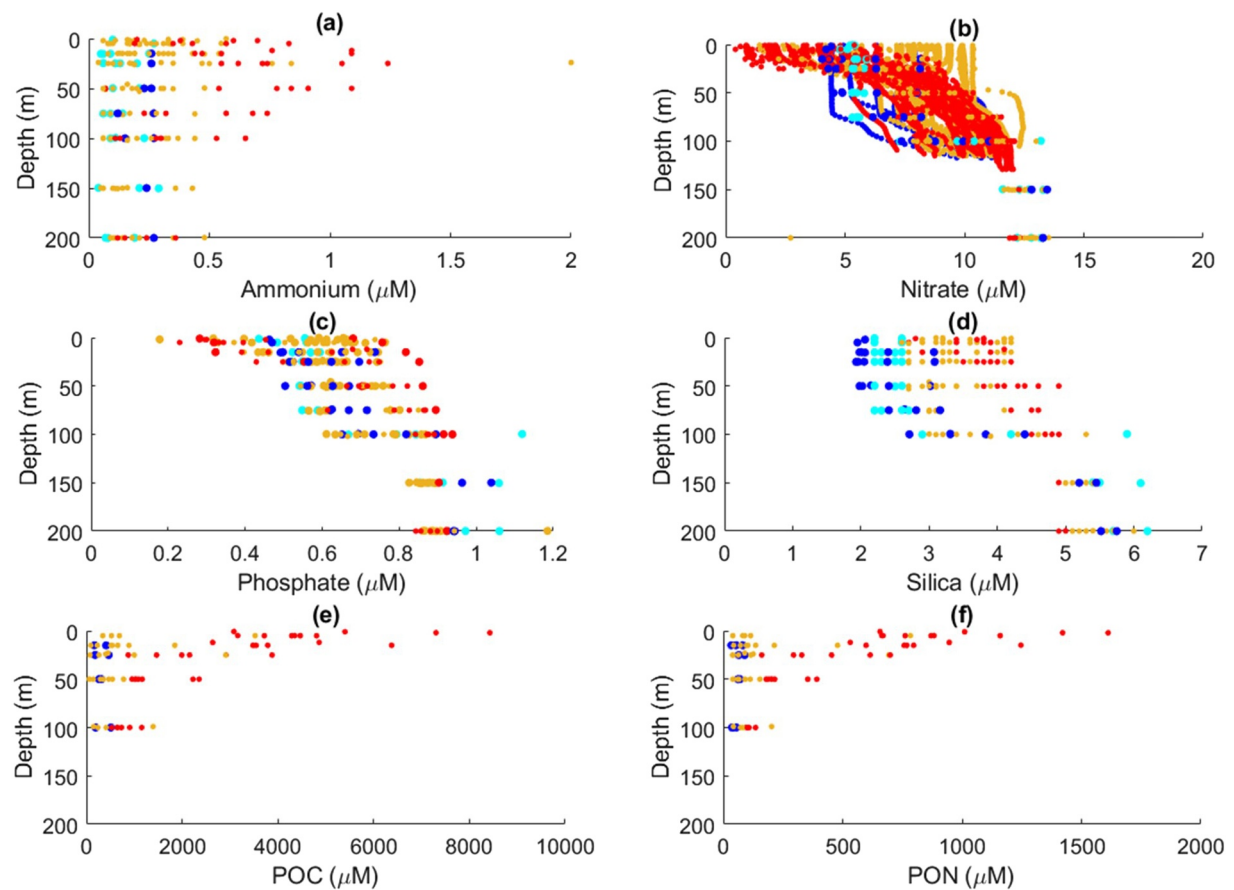 (a)
0
50
100
150
200
Depth (m)
0 0.5 1 1.5 2
Ammonium (μM)
(b)
0
50
100
150
200
Depth (m)
0 5 10 15 20
Nitrate (μM)
(c)
0
50
100
150
200
Depth (m)
0 0.2 0.4 0.6 0.8 1 1.2
Phosphate (μM)
(d)
0
50
100
150
200
Depth (m)
0 1 2 3 4 5 6 7
Silica (μM)
(e)
0
50
100
150
200
Depth (m)
0 2000 4000 6000 8000 10000
POC (μM)
(f)
0
50
100
150
200
Depth (m)
0 500 1000 1500 2000
PON (μM)